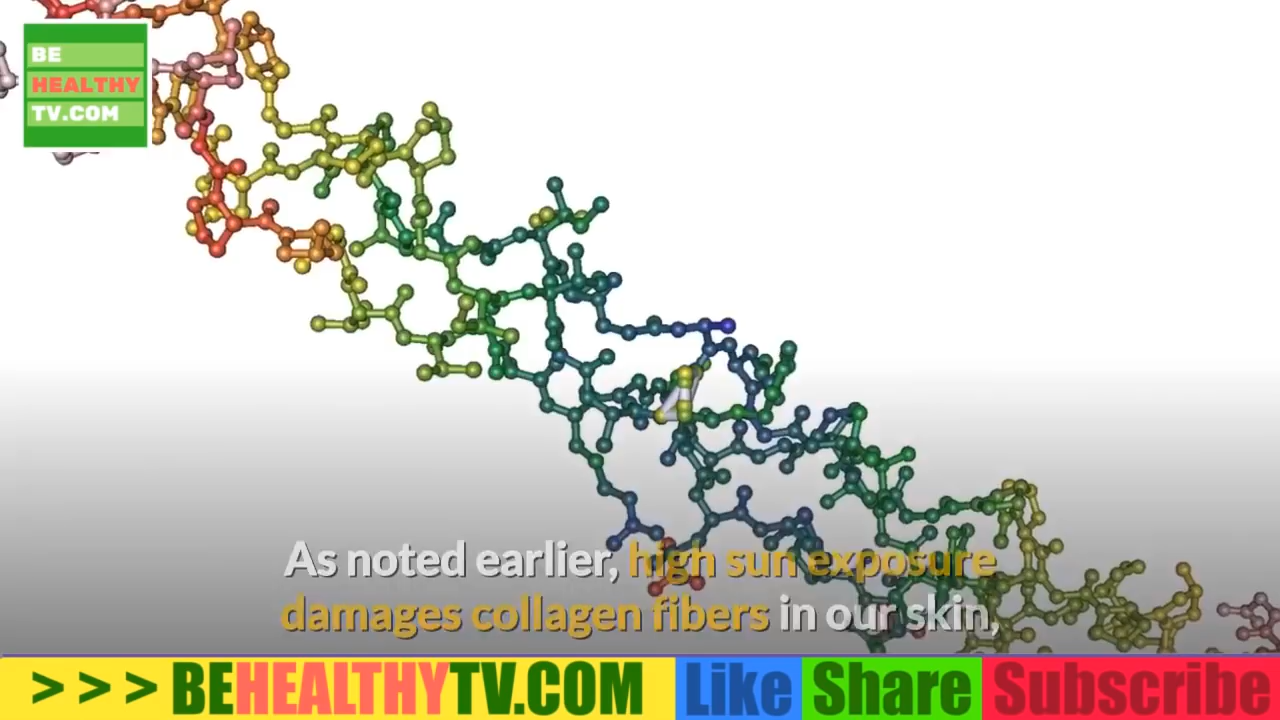 BE
HEALTHY
TV.COM
As noted earlier, high sun exposure
damages collagen fibers in our skin,
> > > BEHEALTHYTV.COM Like Share Subscribe